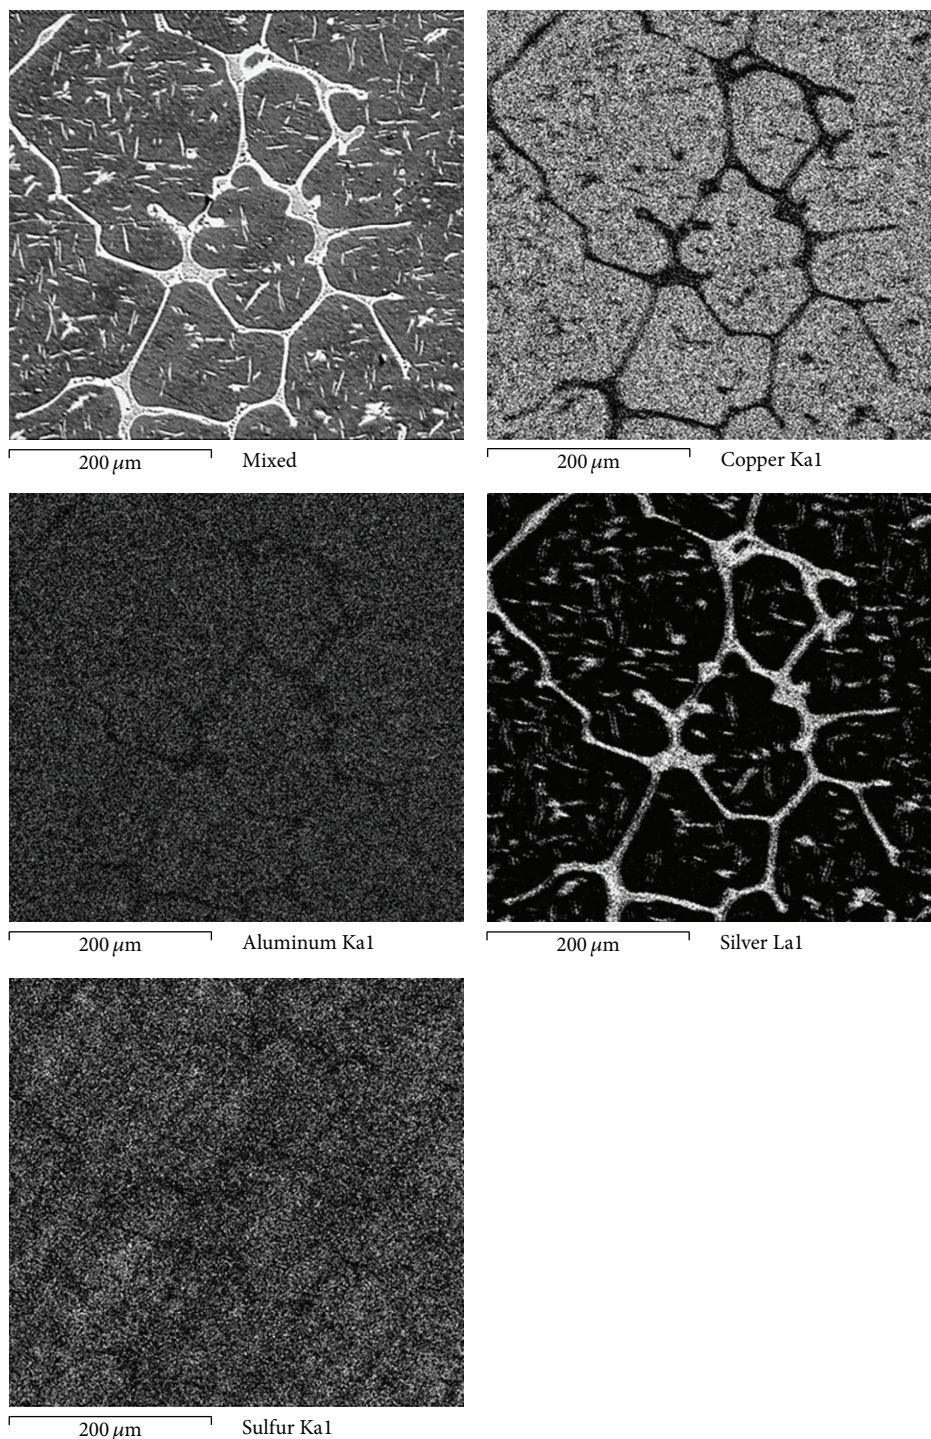 200 μm Mixed
200 μm Copper Ka1
200 μm Aluminum Ka1
200 μm Silver La1
200 μm Sulfur Ka1